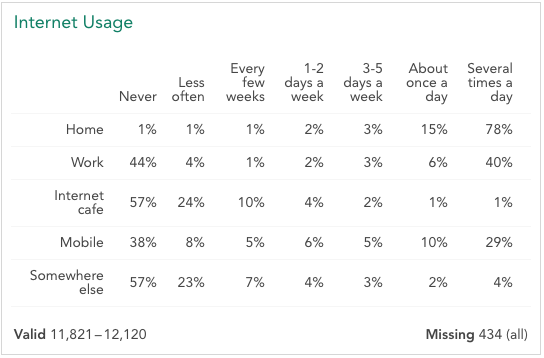 Internet Usage
Never Less often Every few weeks 1-2 days a week 3-5 days a week About once a day Several times a day
Home 1% 1% 1% 2% 3% 15% 78%
Work 44% 4% 1% 2% 3% 6% 40%
Internet cafe 57% 24% 10% 4% 2% 1% 1%
Mobile 38% 8% 5% 6% 5% 10% 29%
Somewhere else 57% 23% 7% 4% 3% 2% 4%
Valid 11,821–12,120 Missing 434 (all)